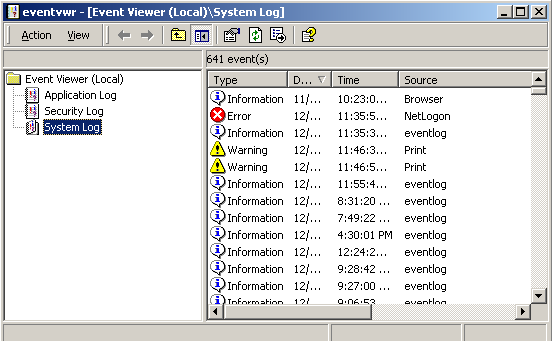 eventvwr - [Event Viewer (Local)\System Log]
Action View
641 event(s)
Event Viewer (Local)
Application Log
Security Log
System Log
Type D... Time Source
Information 11/... 10:23:0... Browser
Error 12/... 11:35:5... NetLogon
Information 12/... 11:35:3... eventlog
Warning 12/... 11:46:3... Print
Warning 12/... 11:46:5... Print
Information 12/... 11:55:4... eventlog
Information 12/... 8:31:20 ... eventlog
Information 12/... 7:49:22 ... eventlog
Information 12/... 4:30:01 PM eventlog
Information 12/... 12:24:2... eventlog
Information 12/... 9:28:42 ... eventlog
Information 12/... 9:27:00 ... eventlog
Information 12/ 9:06:53 eventlog